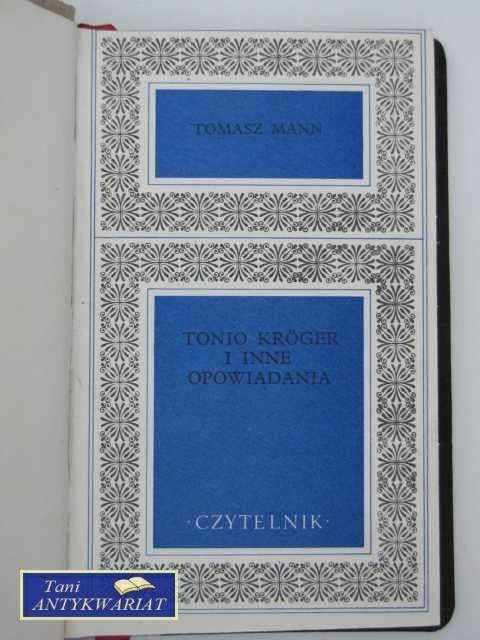 TOMASZ MANN
TONIO KRÖGER
I INNE
OPOWIADANIA
·CZYTELNIK·
Tani
ANTYKWARIAT